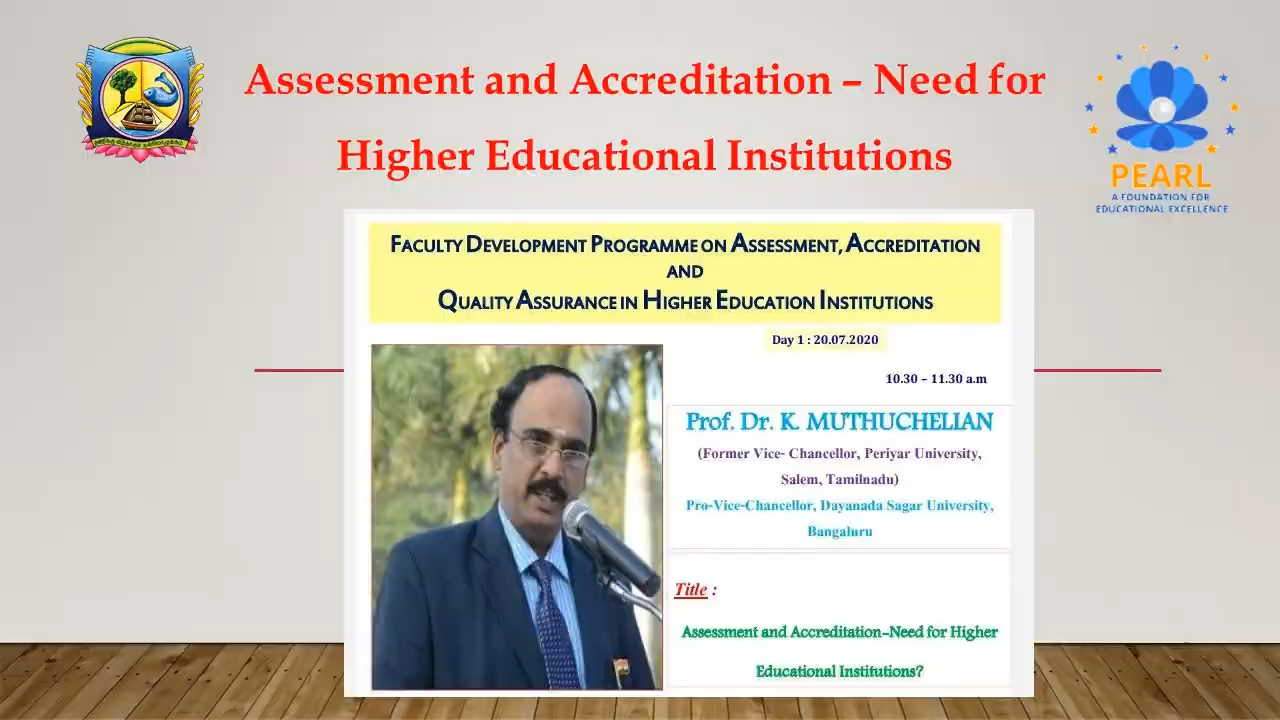 Assessment and Accreditation – Need for
Higher Educational Institutions
PEARL
A FOUNDATION FOR
EDUCATIONAL EXCELLENCE
FACULTY DEVELOPMENT PROGRAMME ON ASSESSMENT, ACCREDITATION
AND
QUALITY ASSURANCE IN HIGHER EDUCATION INSTITUTIONS
Day 1 : 20.07.2020
10.30 – 11.30 a.m
Prof. Dr. K. MUTHUCHELIAN
(Former Vice- Chancellor, Periyar University,
Salem, Tamilnadu)
Pro-Vice-Chancellor, Dayanada Sagar University,
Bangaluru
Title :
Assessment and Accreditation-Need for Higher
Educational Institutions?